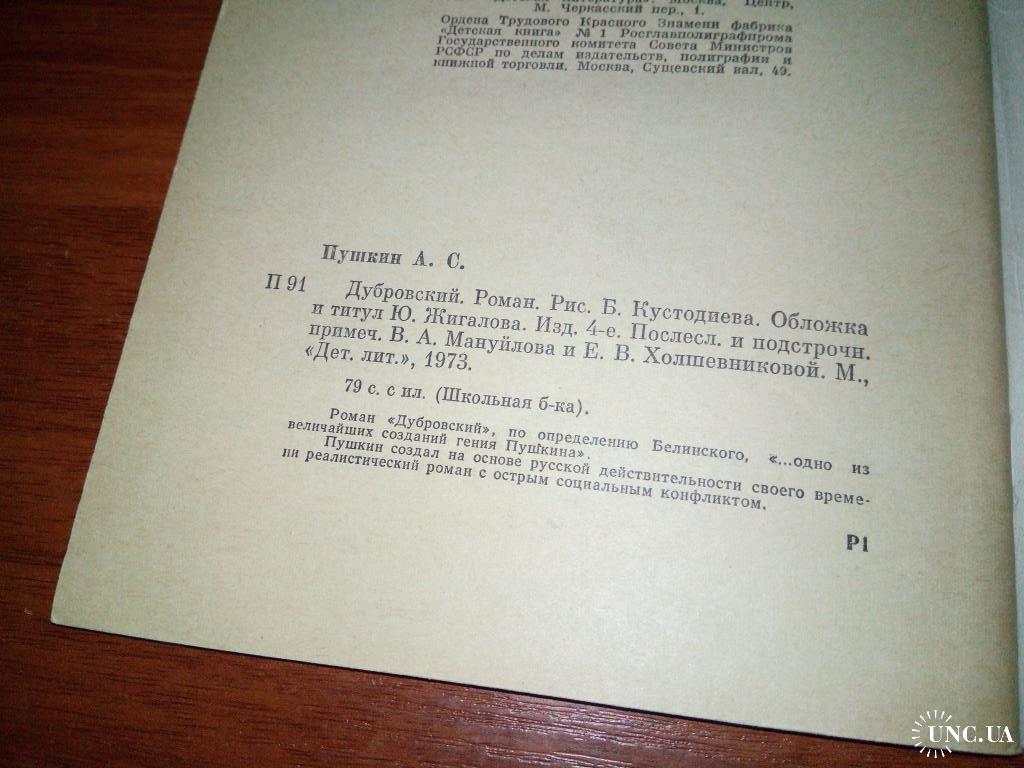 Москва, Центр,
М. Черкасский пер., 1.
Ордена Трудового Красного Знамени фабрика
«Детская книга» №1 Росглавполиграфпрома
Государственного комитета Совета Министров
РСФСР по делам издательств, полиграфии и
книжной торговли. Москва, Сущевский вал, 49.
Пушкин А. С.
П 91 Дубровский. Роман. Рис. Б. Кустодиева. Обложка
и титул Ю. Жигалова. Изд. 4-е. Послесл. и подстрочн.
примеч. В. А. Мануйлова и Е. В. Холшевниковой. М.,
«Дет. лит.», 1973.
79 с. с ил. (Школьная б-ка).
Роман «Дубровский», по определению Белинского, «...одно из
величайших созданий гения Пушкина».
Пушкин создал на основе русской действительности своего време-
ни реалистический роман с острым социальным конфликтом.
Р1
UNC.UA